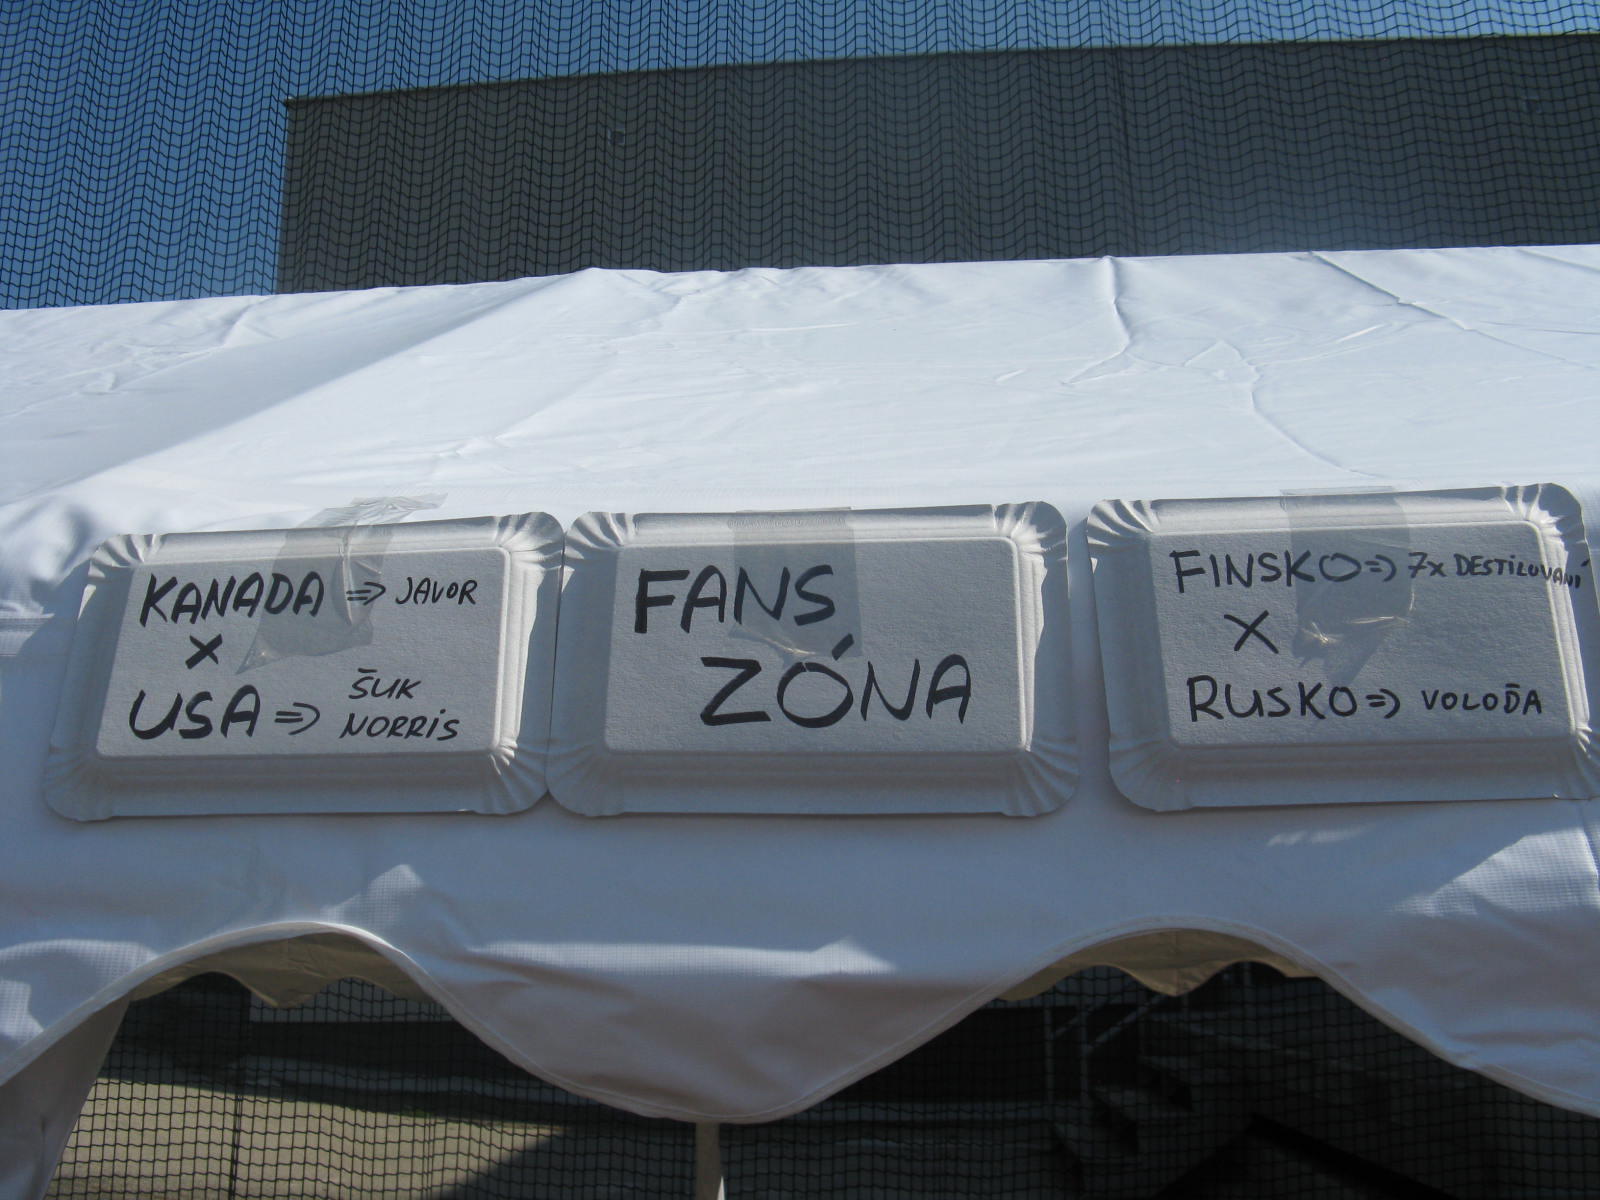 KANADA => JAVOR
X
USA => ŠUK
NORRIS
FANS
ZÓNA
FINSKO => 7x DESTILOVANÍ
X
RUSKO => VOLOĎA